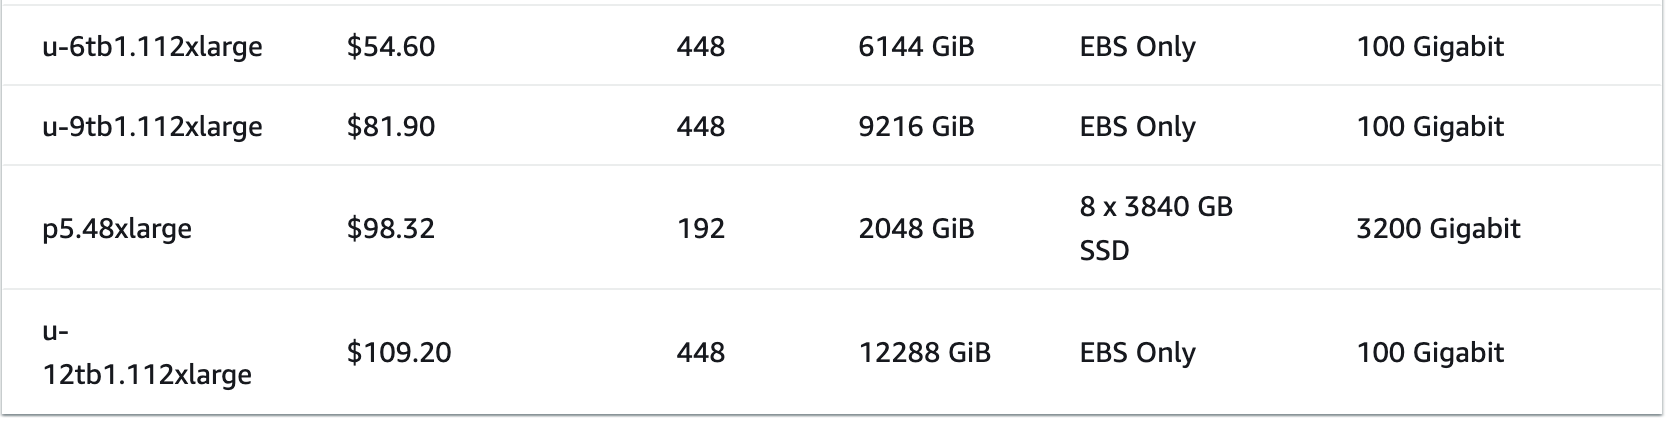 u-6tb1.112xlarge $54.60 448 6144 GiB EBS Only 100 Gigabit
u-9tb1.112xlarge $81.90 448 9216 GiB EBS Only 100 Gigabit
p5.48xlarge $98.32 192 2048 GiB 8 x 3840 GB
SSD 3200 Gigabit
u-
12tb1.112xlarge $109.20 448 12288 GiB EBS Only 100 Gigabit